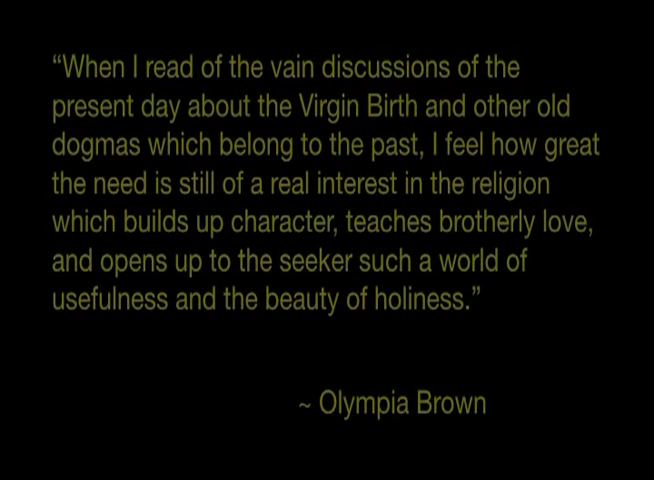 “When I read of the vain discussions of the
present day about the Virgin Birth and other old
dogmas which belong to the past, I feel how great
the need is still of a real interest in the religion
which builds up character, teaches brotherly love,
and opens up to the seeker such a world of
usefulness and the beauty of holiness.”
~ Olympia Brown